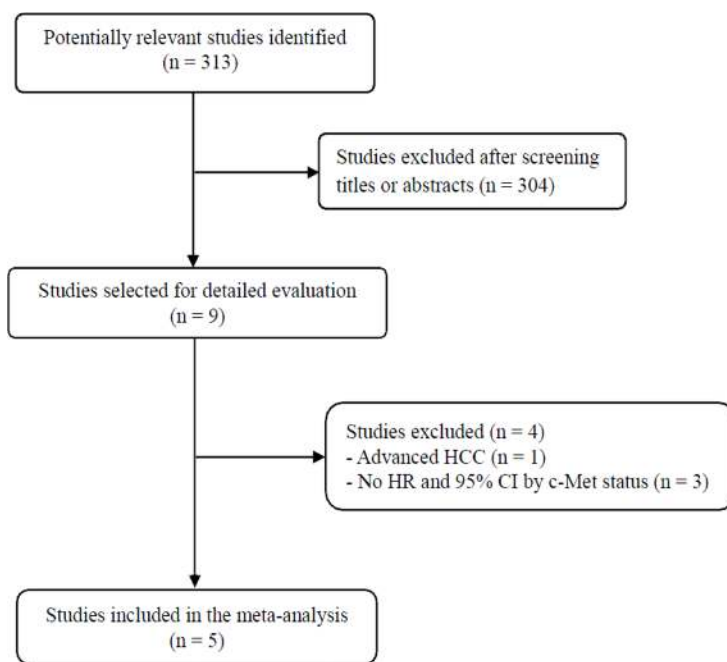 Potentially relevant studies identified
(n = 313)
Studies excluded after screening
titles or abstracts (n = 304)
Studies selected for detailed evaluation
(n = 9)
Studies excluded (n = 4)
- Advanced HCC (n = 1)
- No HR and 95% CI by c-Met status (n = 3)
Studies included in the meta-analysis
(n = 5)